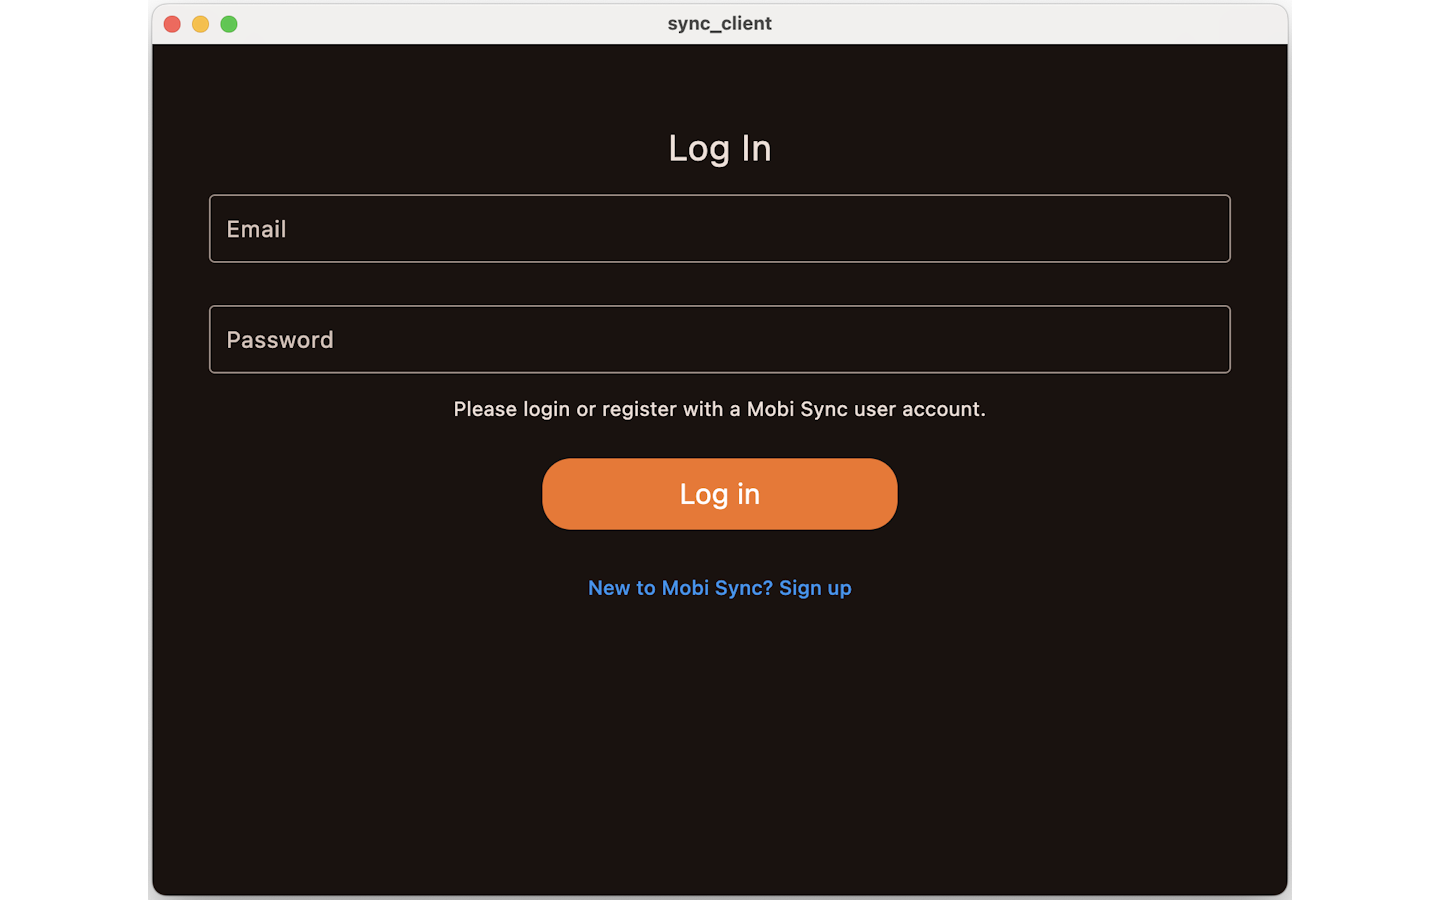 sync_client
Log In
Email
Password
Please login or register with a Mobi Sync user account.
Log in
New to Mobi Sync? Sign up